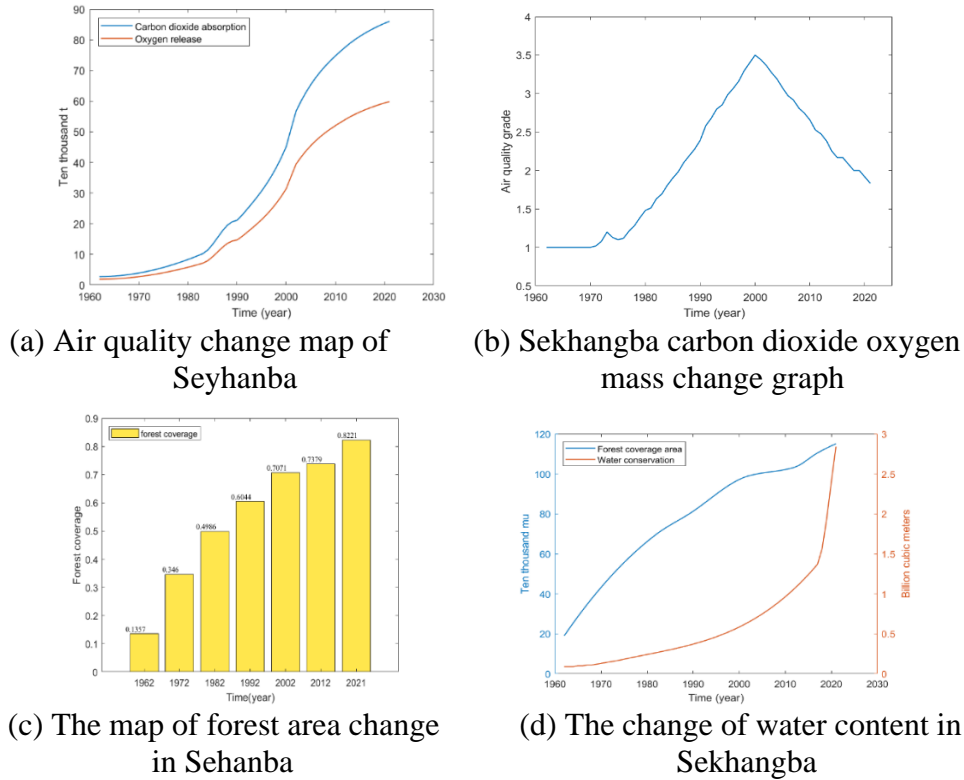 90
80
70
60
50
40
30
20
10
0
Ten thousand t
Carbon dioxide absorption
Oxygen release
1960 1970 1980 1990 2000 2010 2020 2030
Time (year)
4
3.5
3
2.5
2
1.5
1
0.5
Air quality grade
1960 1970 1980 1990 2000 2010 2020
Time (year)
(a) Air quality change map of
Seyhanba
(b) Sekhangba carbon dioxide oxygen
mass change graph
0.9
0.8
0.7
0.6
0.5
0.4
0.3
0.2
0.1
0
Forest coverage
forest coverage
0.1357
0.346
0.4986
0.6044
0.7071
0.7379
0.8221
1962 1972 1982 1992 2002 2012 2021
Time(year)
120
100
80
60
40
20
0
Ten thousand mu
Forest coverage area
Water conservation
3
2.5
2
1.5
1
0.5
0
Billion cubic meters
1960 1970 1980 1990 2000 2010 2020 2030
Time (year)
(c) The map of forest area change
in Sehanba
(d) The change of water content in
Sekhangba